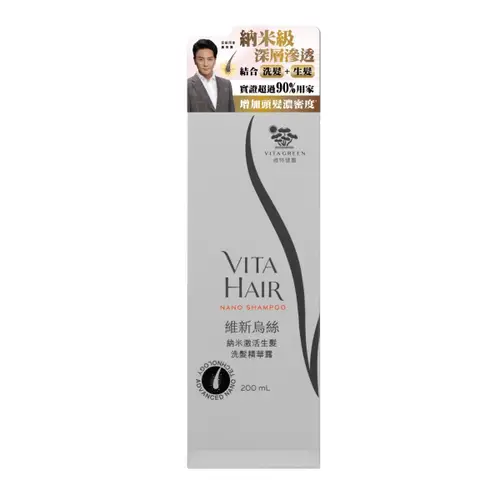 納米級
深層滲透
結合 洗髮 + 生髮
實證超過90%用家
增加頭髮濃密度
VITAGREEN
維特健靈
VITA
HAIR
NANO SHAMPOO
維新烏絲
納米激活生髮
洗髮精華露
ADVANCED NANO TECHNOLOGY
200 mL